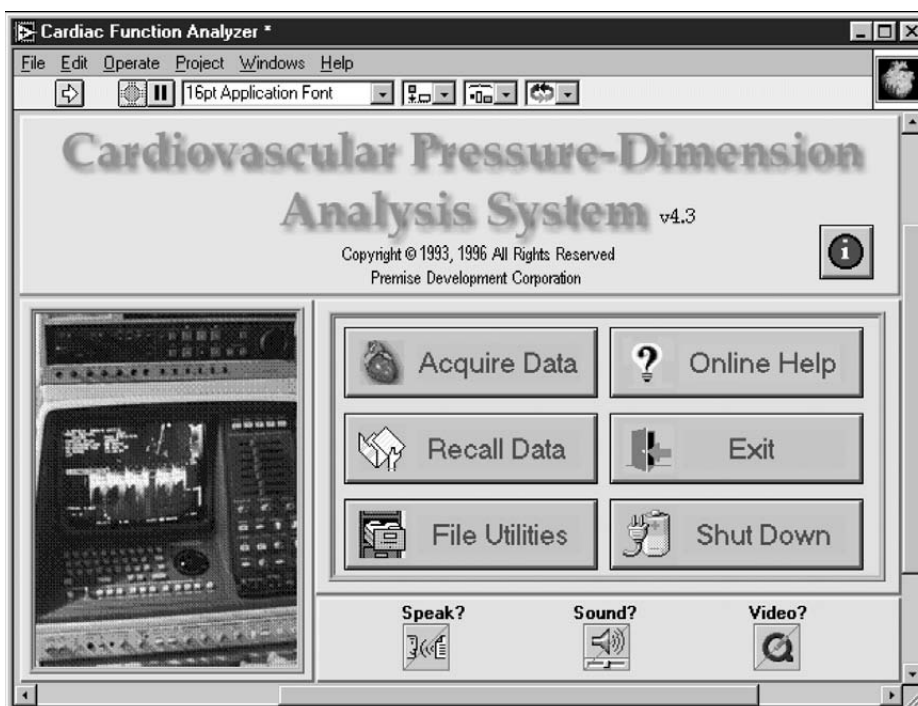 Cardiac Function Analyzer *
File Edit Operate Project Windows Help
16pt Application Font
Cardiovascular Pressure-Dimension
Analysis System v4.3
Copyright © 1993, 1996 All Rights Reserved
Premise Development Corporation
Acquire Data
Online Help
Recall Data
Exit
File Utilities
Shut Down
Speak?
Sound?
Video?